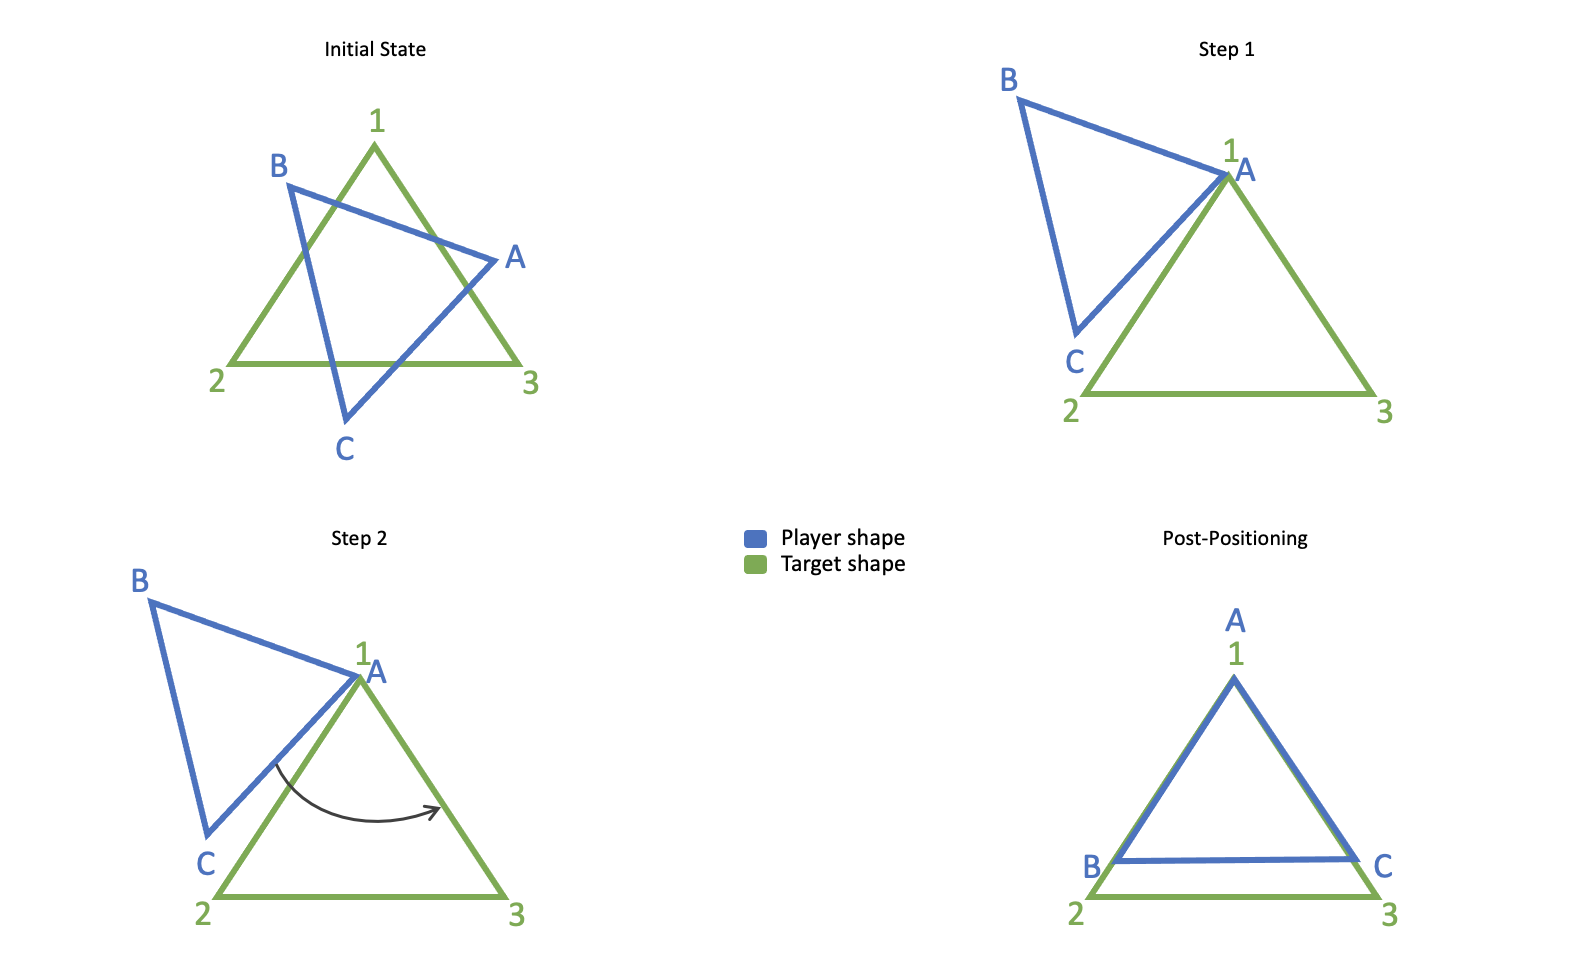 Initial State
1
B
A
2
3
C
Step 1
B
1
A
C
2
3
Step 2
B
1
A
C
2
3
Player shape
Target shape
Post-Positioning
A
1
B
C
2
3